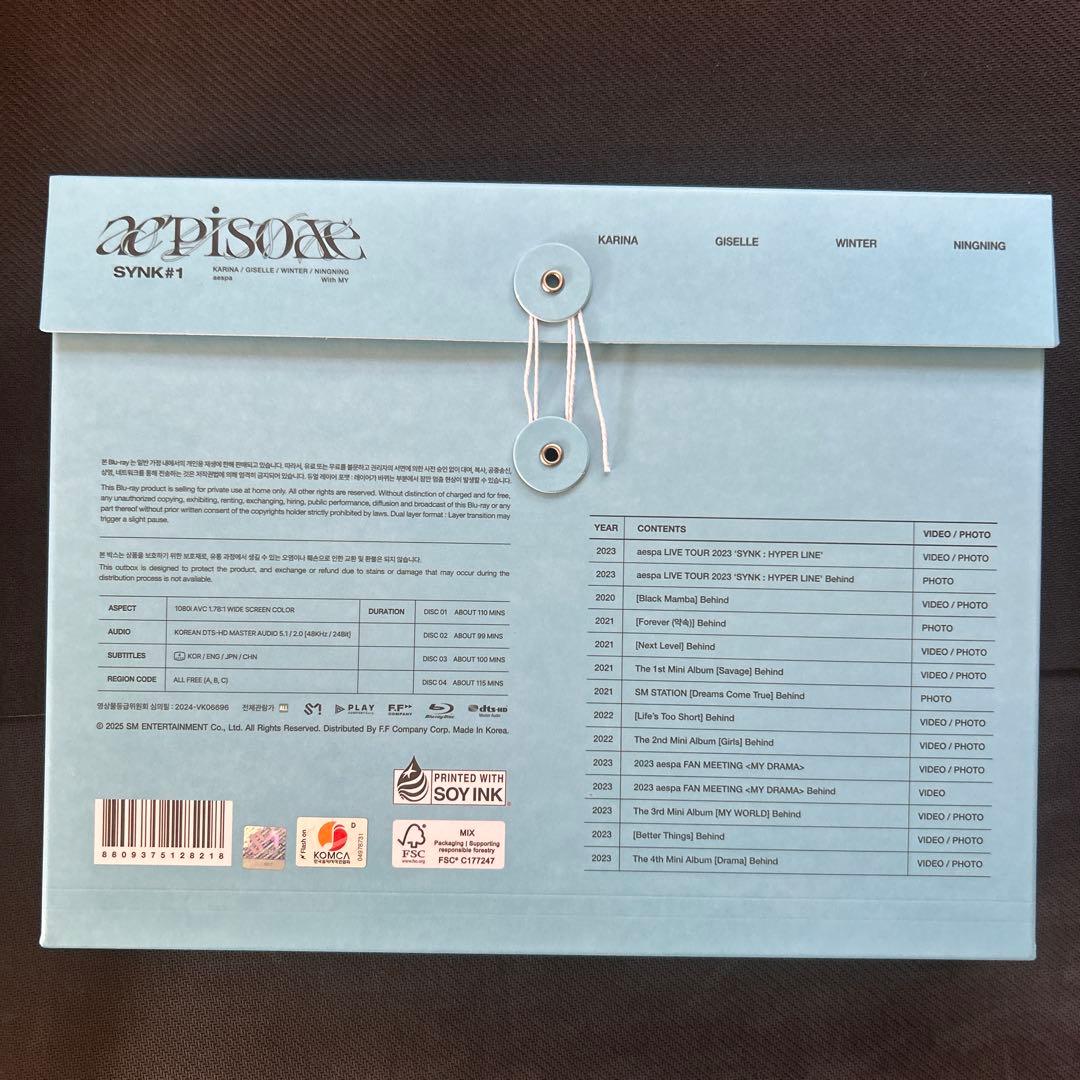 aepisode
SYNK#1
KARINA / GISELLE / WINTER / NINGNING
aespa With MY
KARINA GISELLE WINTER NINGNING
본 Blu-ray 는 일반 가정 내에서의 개인용 재생에 한해 판매되고 있습니다. 따라서, 유료 또는 무료를 불문하고 권리자의 서면에 의한 사전 승인 없이 대여, 복사, 공중송신,
상영, 네트워크를 통해 전송하는 것은 저작권법에 의해 엄격히 금지되어 있습니다. 듀얼 레이어 포맷 : 레이어가 바뀌는 부분에서 잠깐 멈춤 현상이 발생할 수 있습니다.
This Blu-ray product is selling for private use at home only. All other rights are reserved. Without distinction of charged and for free,
any unauthorized copying, exhibiting, renting, exchanging, hiring, public performance, diffusion and broadcast of this Blu-ray or any
part thereof without prior written consent of the copyrights holder strictly prohibited by laws. Dual layer format : Layer transition may
trigger a slight pause.
본 박스는 상품을 보호하기 위한 보호재로, 유통 과정에서 생길 수 있는 오염이나 훼손으로 인한 교환 및 환불은 되지 않습니다.
This outbox is designed to protect the product, and exchange or refund due to stains or damage that may occur during the
distribution process is not available.
ASPECT 1080i AVC 1.78:1 WIDE SCREEN COLOR DURATION DISC 01 ABOUT 110 MINS
AUDIO KOREAN DTS-HD MASTER AUDIO 5.1 / 2.0 [48KHz / 24Bit] DISC 02 ABOUT 99 MINS
SUBTITLES KOR / ENG / JPN / CHN DISC 03 ABOUT 100 MINS
REGION CODE ALL FREE (A, B, C) DISC 04 ABOUT 115 MINS
영상물등급위원회 심의필 : 2024-VK06696 전체관람가 SM PLAY F.F COMPANY Blu-ray Disc dts-HD Master Audio
© 2025 SM ENTERTAINMENT Co., Ltd. All Rights Reserved. Distributed By F.F Company Corp. Made In Korea.
PRINTED WITH
SOY INK
8809375128218
Flash on
KOMCA
한국음악저작권협회
D
04978731
FSC
www.fsc.org
MIX
Packaging | Supporting
responsible forestry
FSC® C177247
YEAR CONTENTS VIDEO / PHOTO
2023 aespa LIVE TOUR 2023 ‘SYNK : HYPER LINE’ VIDEO / PHOTO
2023 aespa LIVE TOUR 2023 ‘SYNK : HYPER LINE’ Behind PHOTO
2020 [Black Mamba] Behind VIDEO / PHOTO
2021 [Forever (약속)] Behind PHOTO
2021 [Next Level] Behind VIDEO / PHOTO
2021 The 1st Mini Album [Savage] Behind VIDEO / PHOTO
2021 SM STATION [Dreams Come True] Behind PHOTO
2022 [Life's Too Short] Behind VIDEO / PHOTO
2022 The 2nd Mini Album [Girls] Behind VIDEO / PHOTO
2023 2023 aespa FAN MEETING <MY DRAMA> VIDEO / PHOTO
2023 2023 aespa FAN MEETING <MY DRAMA> Behind VIDEO
2023 The 3rd Mini Album [MY WORLD] Behind VIDEO / PHOTO
2023 [Better Things] Behind VIDEO / PHOTO
2023 The 4th Mini Album [Drama] Behind VIDEO / PHOTO